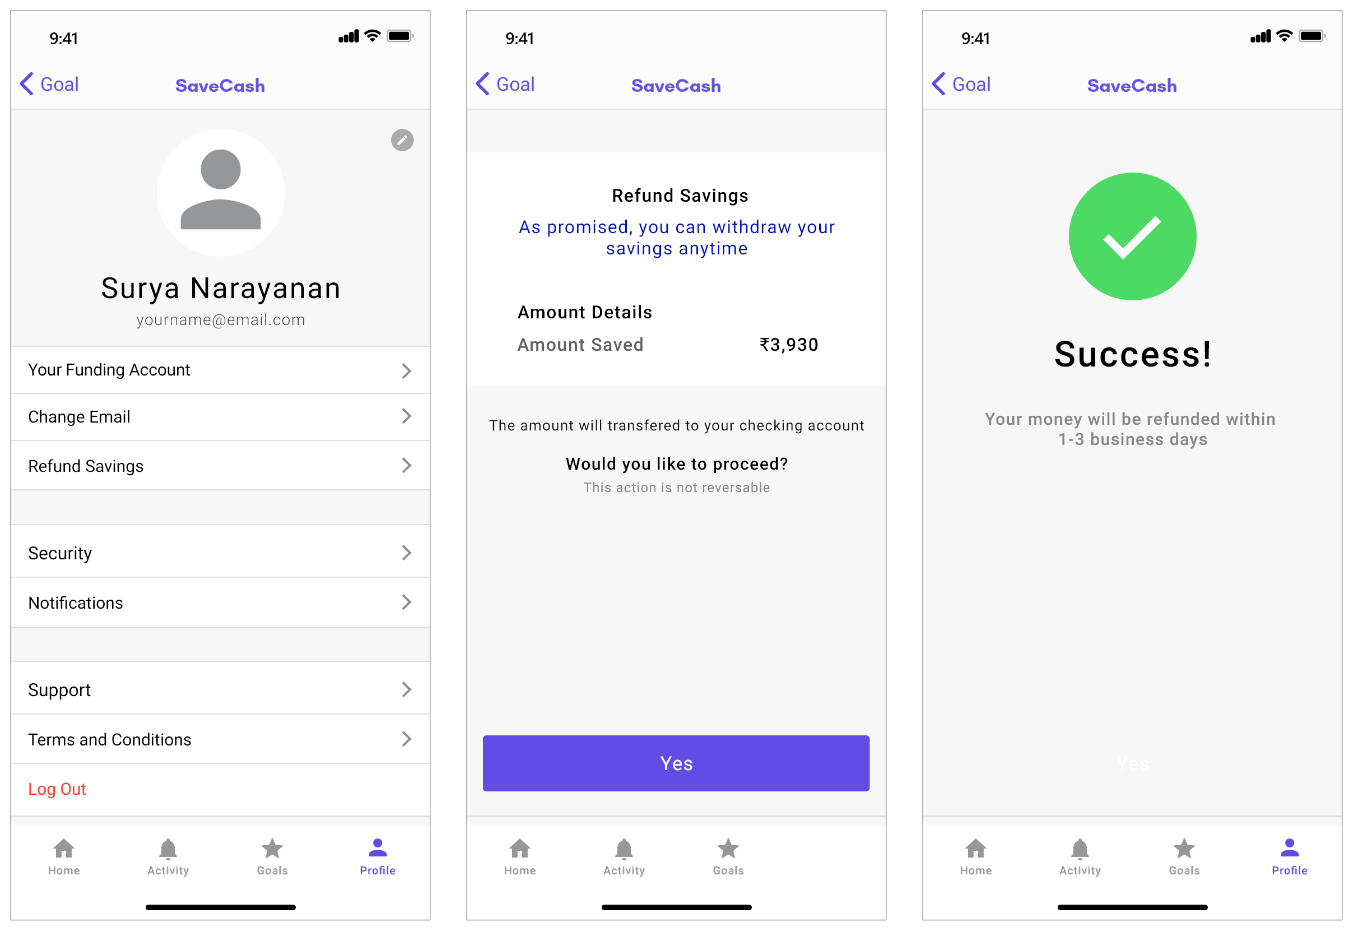 9:41
Goal
SaveCash
Surya Narayanan
yourname@email.com
Your Funding Account
Change Email
Refund Savings
Security
Notifications
Support
Terms and Conditions
Log Out
Home
Activity
Goals
Profile
9:41
Goal
SaveCash
Refund Savings
As promised, you can withdraw your
savings anytime
Amount Details
Amount Saved ₹3,930
The amount will transfered to your checking account
Would you like to proceed?
This action is not reversable
Yes
Home
Activity
Goals
9:41
Goal
SaveCash
Success!
Your money will be refunded within
1-3 business days
Yes
Home
Activity
Goals
Profile